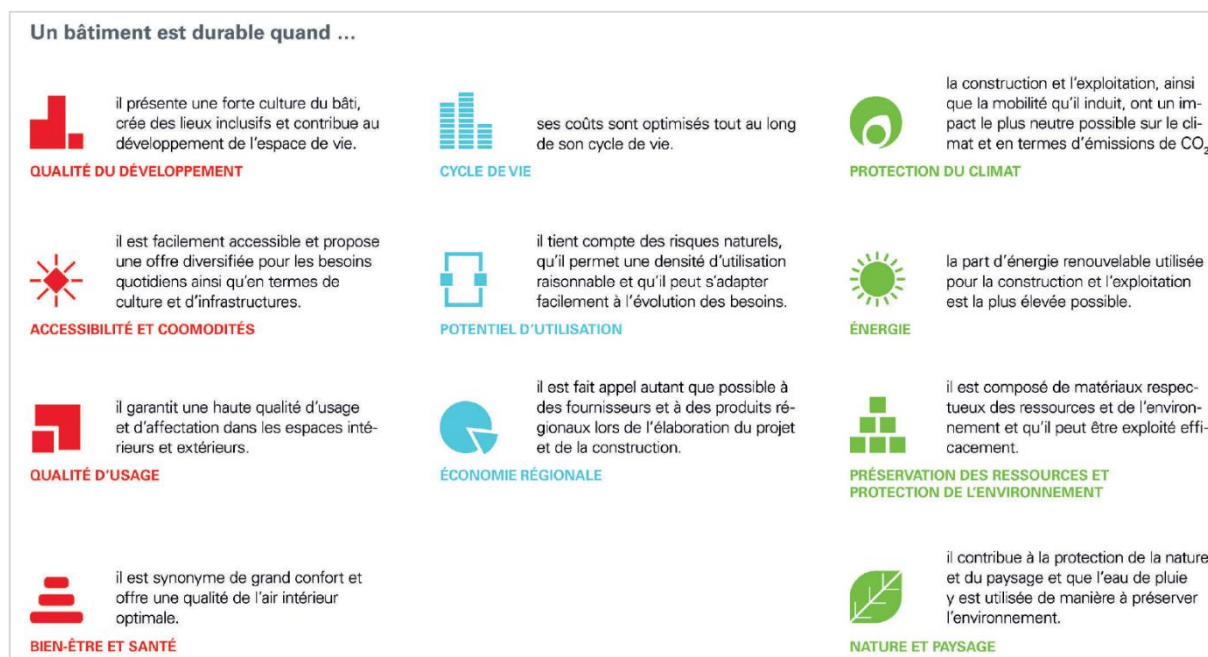 Un bâtiment est durable quand ...
il présente une forte culture du bâti,
crée des lieux inclusifs et contribue au
développement de l'espace de vie.
QUALITÉ DU DÉVELOPPEMENT
ses coûts sont optimisés tout au long
de son cycle de vie.
CYCLE DE VIE
la construction et l'exploitation, ainsi
que la mobilité qu'il induit, ont un im-
pact le plus neutre possible sur le cli-
mat et en termes d'émissions de CO₂
PROTECTION DU CLIMAT
il est facilement accessible et propose
une offre diversifiée pour les besoins
quotidiens ainsi qu'en termes de
culture et d'infrastructures.
ACCESSIBILITÉ ET COOMODITÉS
il tient compte des risques naturels,
qu'il permet une densité d'utilisation
raisonnable et qu'il peut s'adapter
facilement à l'évolution des besoins.
POTENTIEL D'UTILISATION
la part d'énergie renouvelable utilisée
pour la construction et l'exploitation
est la plus élevée possible.
ÉNERGIE
il garantit une haute qualité d'usage
et d'affectation dans les espaces inté-
rieurs et extérieurs.
QUALITÉ D'USAGE
il est fait appel autant que possible à
des fournisseurs et à des produits ré-
gionaux lors de l'élaboration du projet
et de la construction.
ÉCONOMIE RÉGIONALE
il est composé de matériaux respec-
tueux des ressources et de l'environ-
nement et qu'il peut être exploité effi-
cacement.
PRÉSERVATION DES RESSOURCES ET
PROTECTION DE L'ENVIRONNEMENT
il est synonyme de grand confort et
offre une qualité de l'air intérieur
optimale.
BIEN-ÊTRE ET SANTÉ
il contribue à la protection de la nature
et du paysage et que l'eau de pluie
y est utilisée de manière à préserver
l'environnement.
NATURE ET PAYSAGE